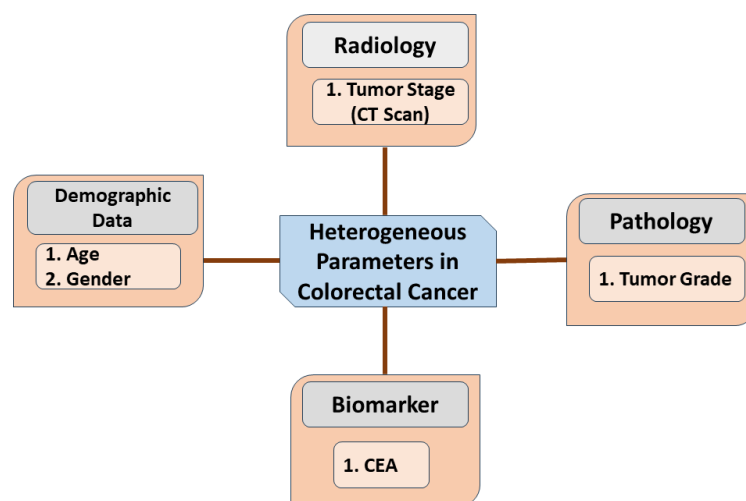 Radiology
1. Tumor Stage
(CT Scan)
Demographic
Data
1. Age
2. Gender
Heterogeneous
Parameters in
Colorectal Cancer
Pathology
1. Tumor Grade
Biomarker
1. CEA